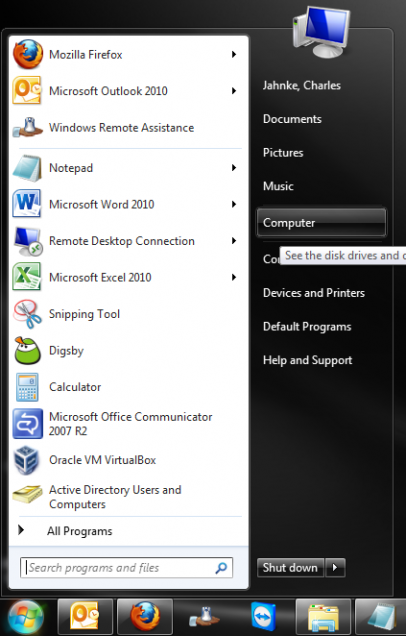 Mozilla Firefox
Microsoft Outlook 2010
Windows Remote Assistance
Notepad
Microsoft Word 2010
Remote Desktop Connection
Microsoft Excel 2010
Snipping Tool
Digsby
Calculator
Microsoft Office Communicator
2007 R2
Oracle VM VirtualBox
Active Directory Users and
Computers
All Programs
Search programs and files
Jahnke, Charles
Documents
Pictures
Music
Computer
See the disk drives and
Devices and Printers
Default Programs
Help and Support
Shut down